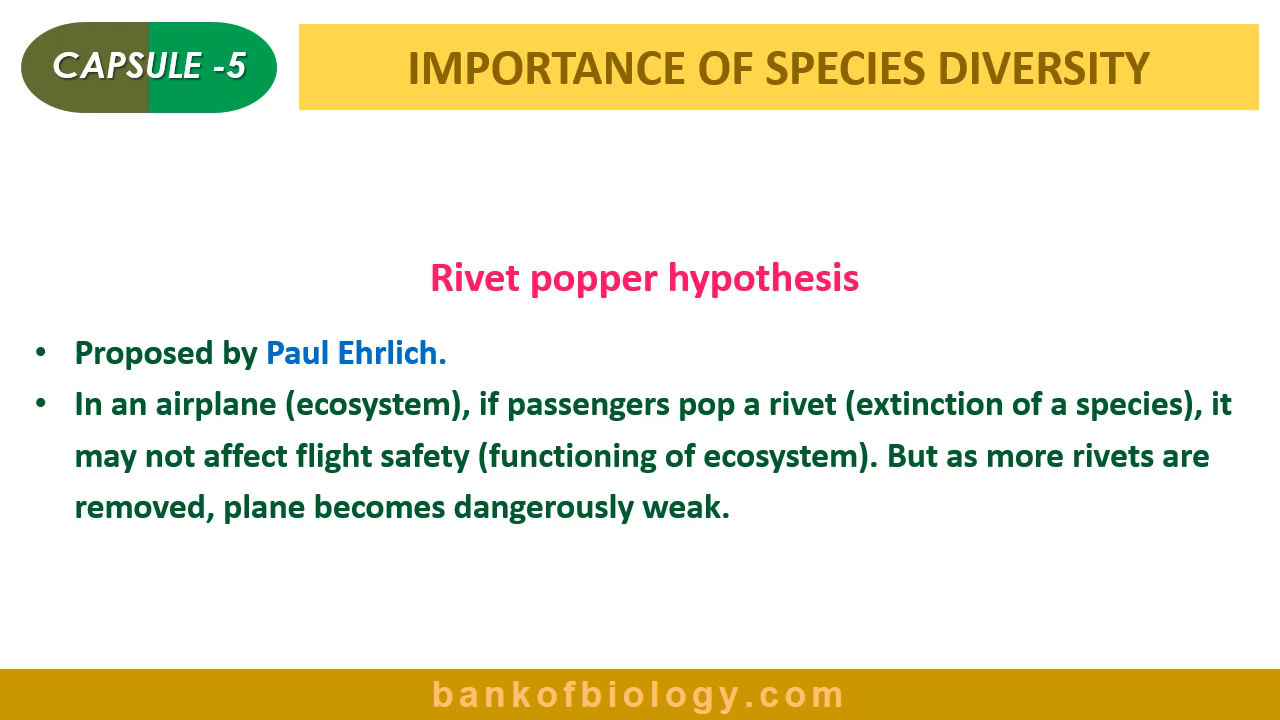 CAPSULE -5
IMPORTANCE OF SPECIES DIVERSITY
Rivet popper hypothesis
• Proposed by Paul Ehrlich.
• In an airplane (ecosystem), if passengers pop a rivet (extinction of a species), it
may not affect flight safety (functioning of ecosystem). But as more rivets are
removed, plane becomes dangerously weak.
bankofbiology.com